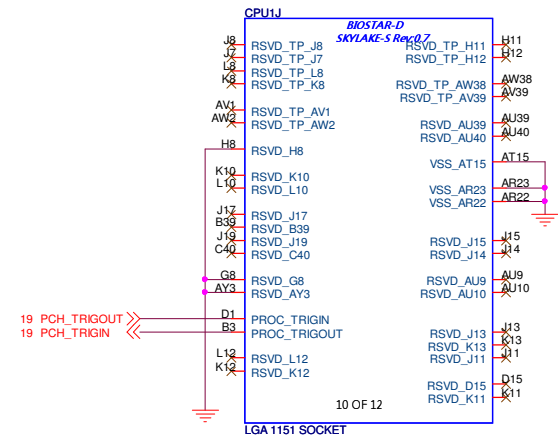 CPU1J
BIOSTAR-D
SKYLAKE-S Rev:0.7
J8 RSVD_TP_J8 RSVD_TP_H11 H11
J7 RSVD_TP_J7 RSVD_TP_H12 H12
L8 RSVD_TP_L8
K8 RSVD_TP_K8 RSVD_TP_AW38 AW38
RSVD_TP_AV39 AV39
AV1 RSVD_TP_AV1
AW2 RSVD_TP_AW2 RSVD_AU39 AU39
RSVD_AU40 AU40
H8 RSVD_H8
VSS_AT15 AT15
K10 RSVD_K10
L10 RSVD_L10 VSS_AR23 AR23
VSS_AR22 AR22
J17 RSVD_J17
B39 RSVD_B39
J19 RSVD_J19 RSVD_J15 J15
C40 RSVD_C40 RSVD_J14 J14
G8 RSVD_G8 RSVD_AU9 AU9
AY3 RSVD_AY3 RSVD_AU10 AU10
19 PCH_TRIGOUT D1 PROC_TRIGIN
19 PCH_TRIGIN B3 PROC_TRIGOUT RSVD_J13 J13
RSVD_K13 K13
L12 RSVD_L12 RSVD_J11 J11
K12 RSVD_K12
RSVD_D15 D15
RSVD_K11 K11
10 OF 12
LGA 1151 SOCKET